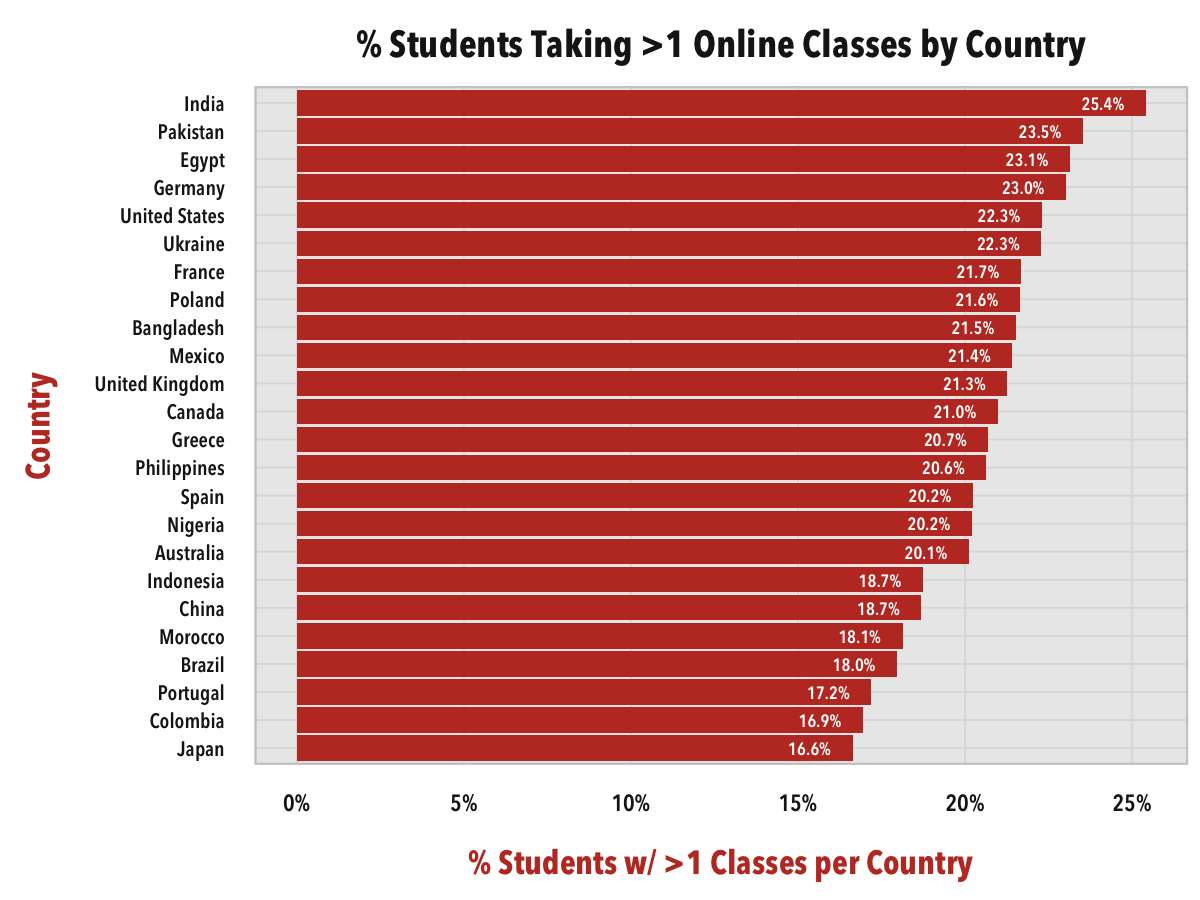 % Students Taking >1 Online Classes by Country
Country
India 25.4%
Pakistan 23.5%
Egypt 23.1%
Germany 23.0%
United States 22.3%
Ukraine 22.3%
France 21.7%
Poland 21.6%
Bangladesh 21.5%
Mexico 21.4%
United Kingdom 21.3%
Canada 21.0%
Greece 20.7%
Philippines 20.6%
Spain 20.2%
Nigeria 20.2%
Australia 20.1%
Indonesia 18.7%
China 18.7%
Morocco 18.1%
Brazil 18.0%
Portugal 17.2%
Colombia 16.9%
Japan 16.6%
0% 5% 10% 15% 20% 25%
% Students w/ >1 Classes per Country